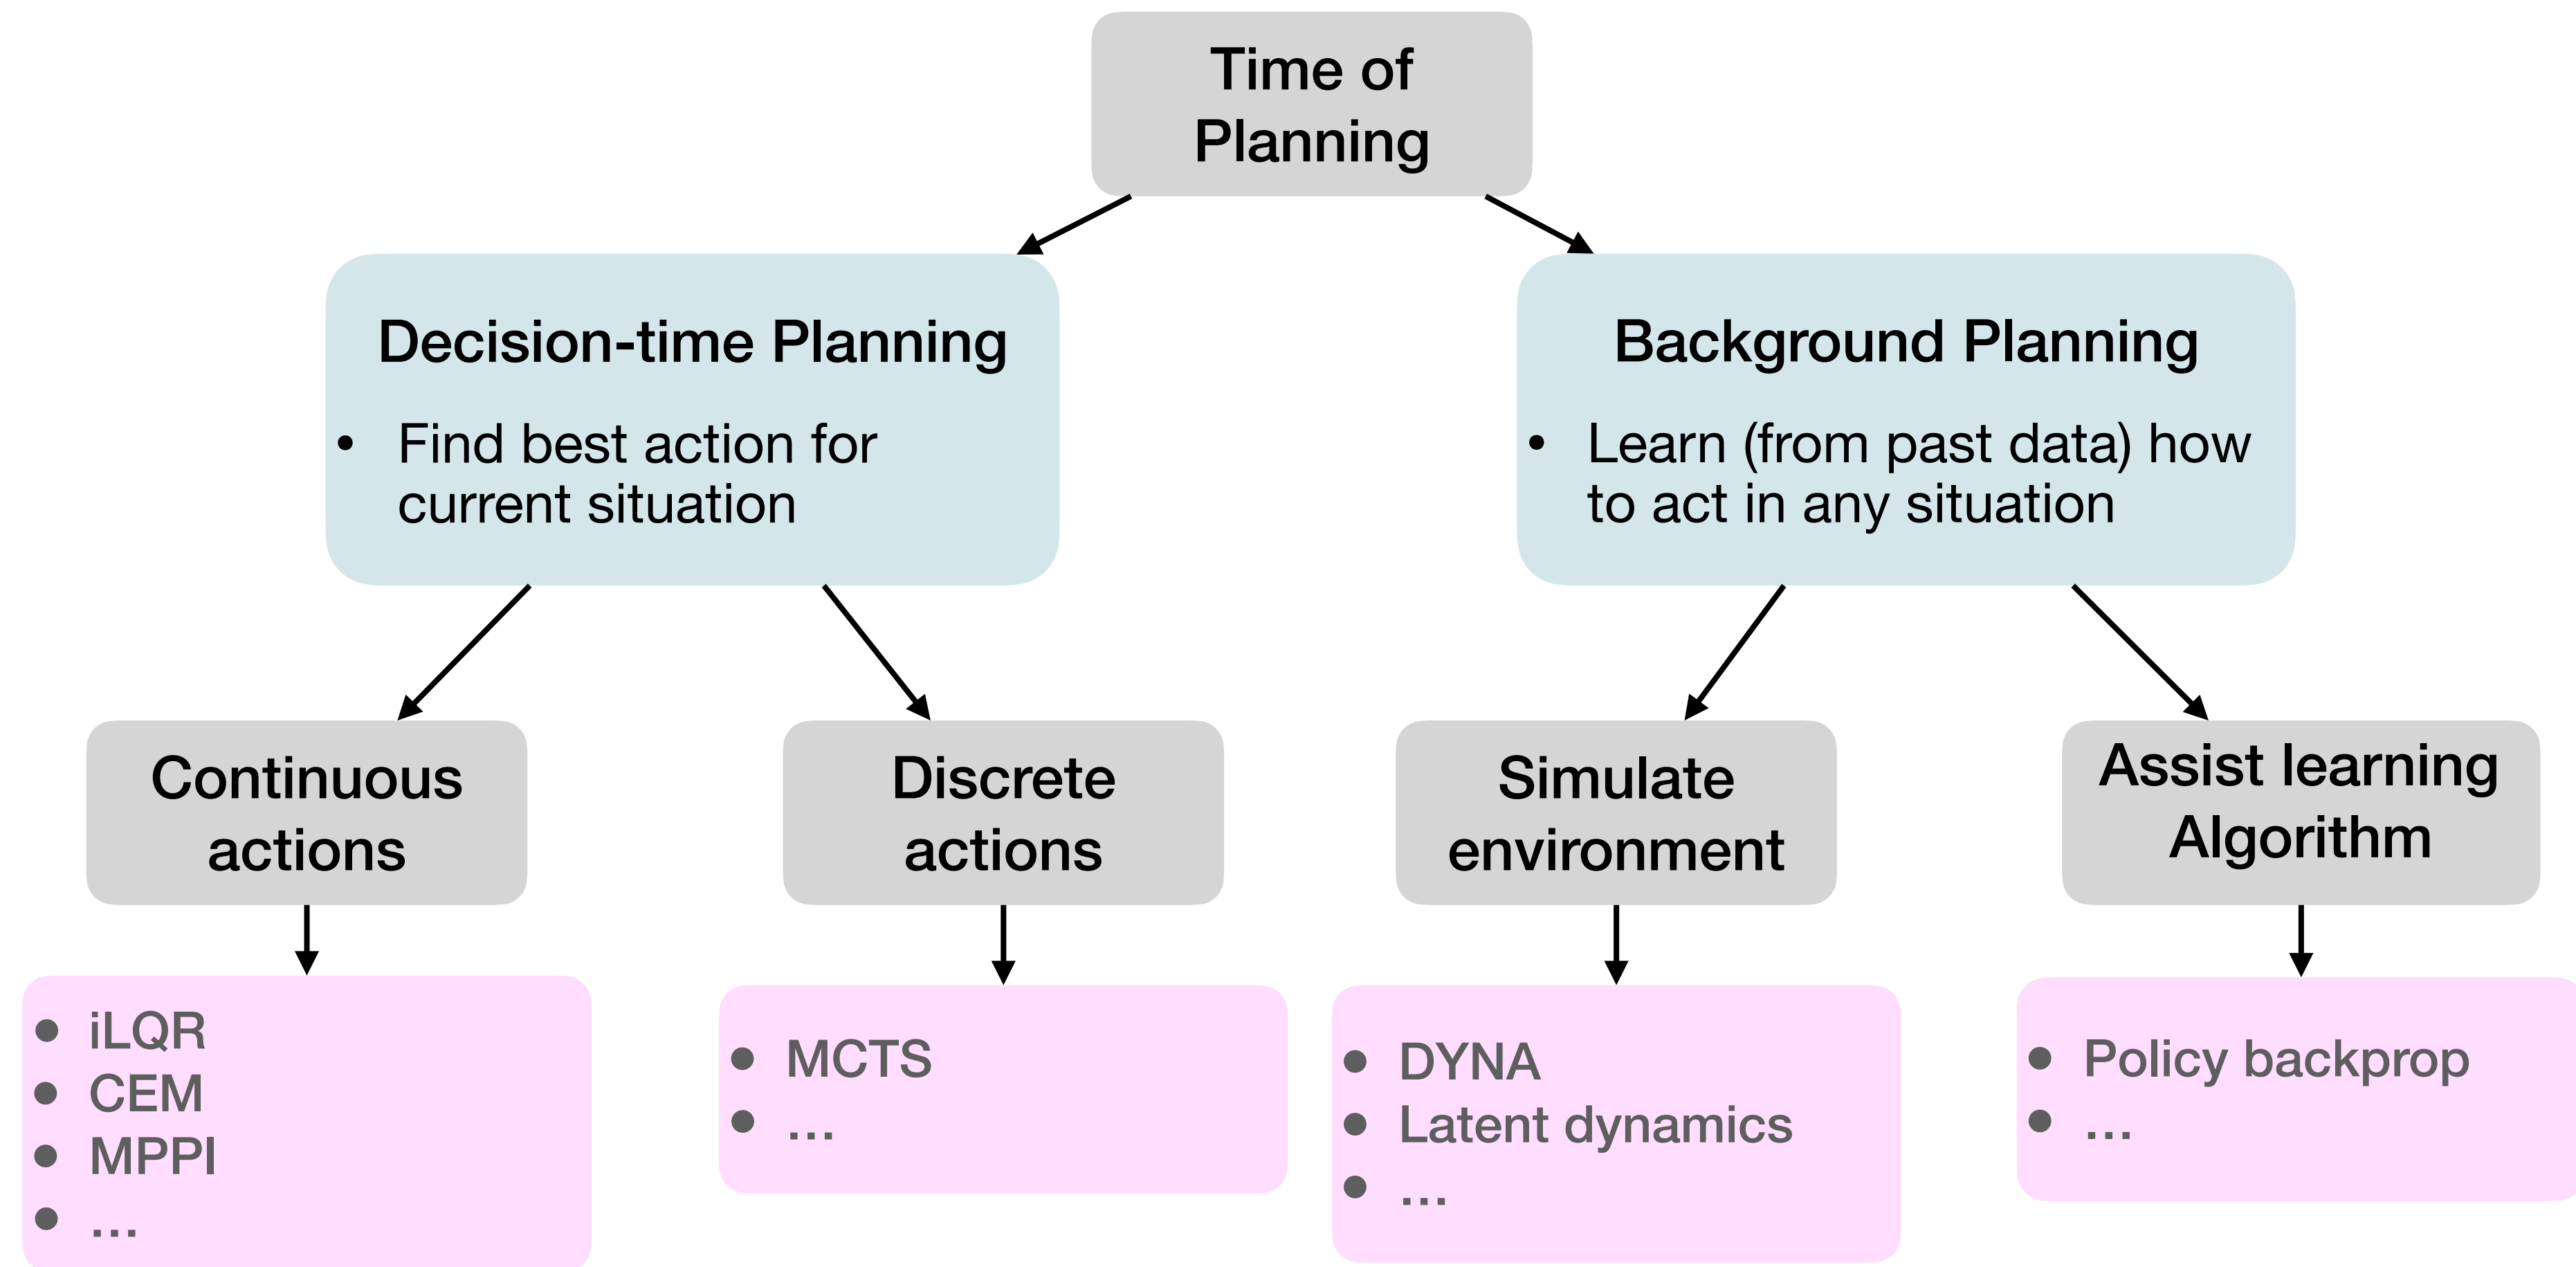 Time of
Planning
Decision-time Planning
• Find best action for
current situation
Background Planning
• Learn (from past data) how
to act in any situation
Continuous
actions
Discrete
actions
Simulate
environment
Assist learning
Algorithm
• iLQR
• CEM
• MPPI
• ...
• MCTS
• ...
• DYNA
• Latent dynamics
• ...
• Policy backprop
• ...